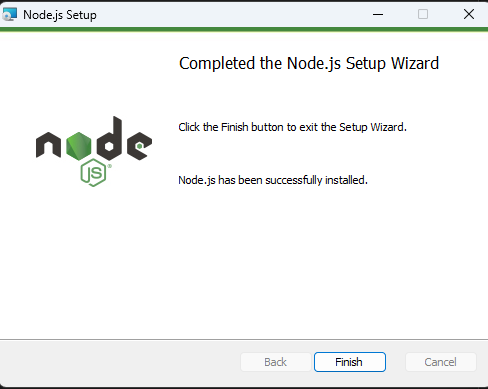 Node.js Setup
Completed the Node.js Setup Wizard
Click the Finish button to exit the Setup Wizard.
node
JS
Node.js has been successfully installed.
Back
Finish
Cancel